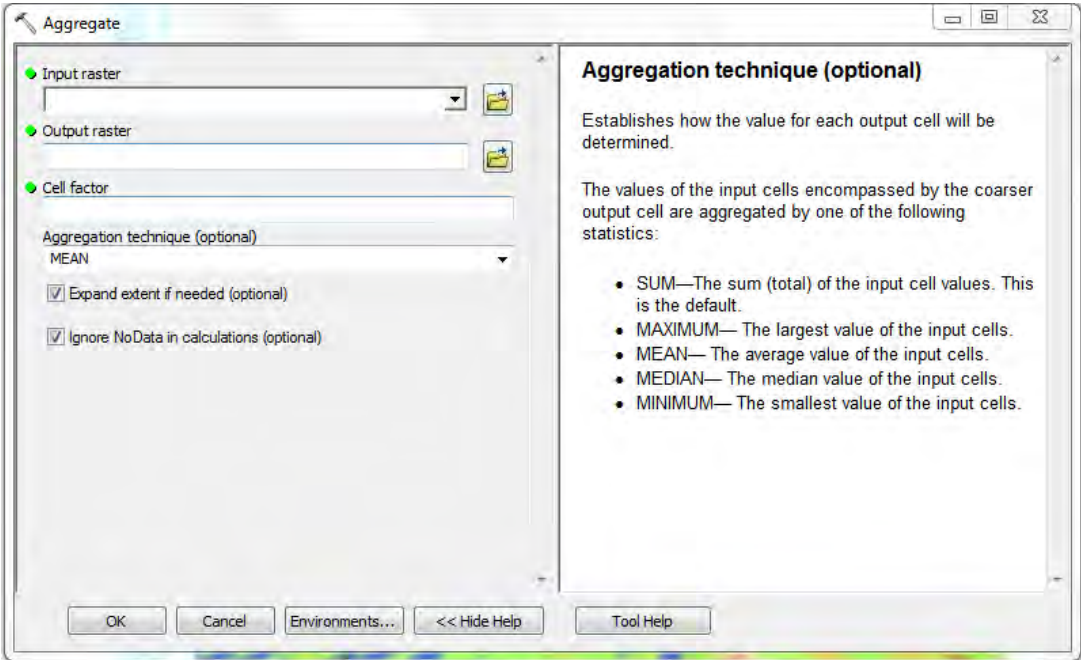 Aggregate
Input raster
Output raster
Cell factor
Aggregation technique (optional)
MEAN
Expand extent if needed (optional)
Ignore NoData in calculations (optional)
Aggregation technique (optional)
Establishes how the value for each output cell will be
determined.
The values of the input cells encompassed by the coarser
output cell are aggregated by one of the following
statistics:
• SUM—The sum (total) of the input cell values. This
is the default.
• MAXIMUM— The largest value of the input cells.
• MEAN— The average value of the input cells.
• MEDIAN— The median value of the input cells.
• MINIMUM— The smallest value of the input cells.
OK
Cancel
Environments...
<< Hide Help
Tool Help